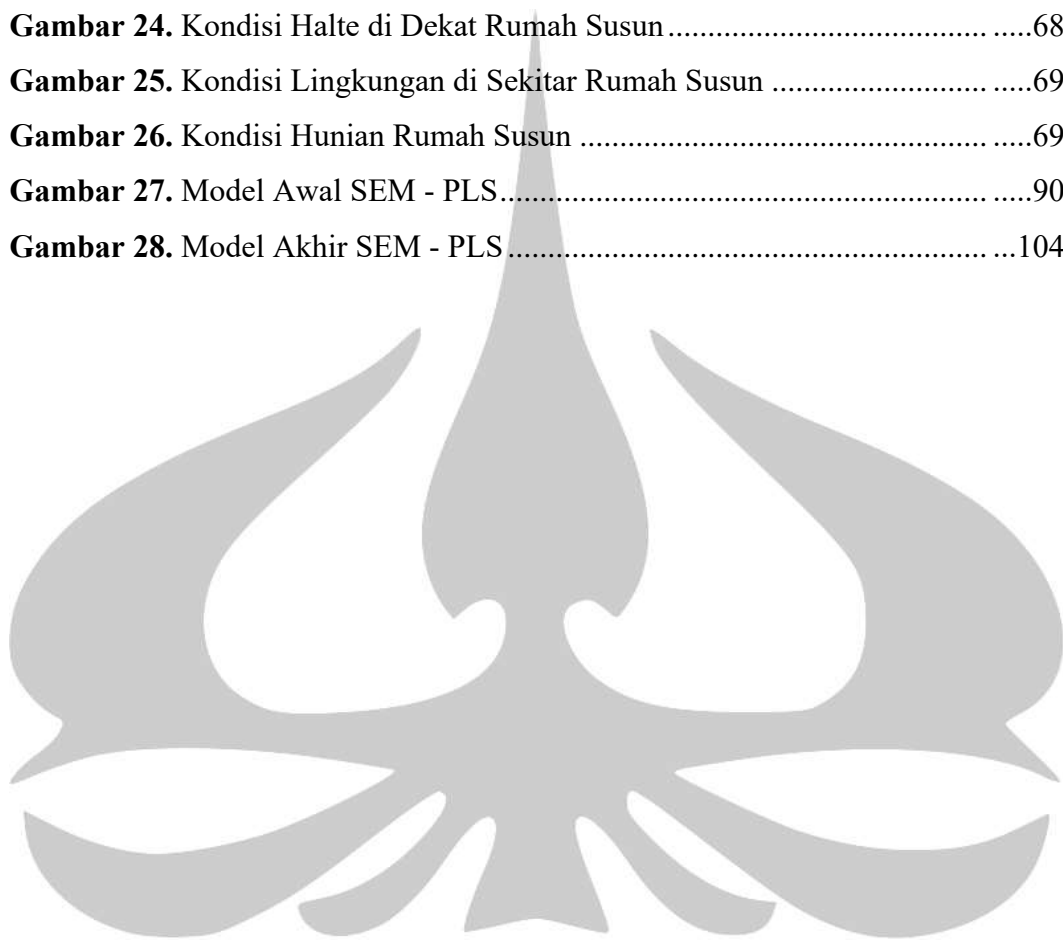 Gambar 24. Kondisi Halte di Dekat Rumah Susun ............................................... .....68
Gambar 25. Kondisi Lingkungan di Sekitar Rumah Susun ............................... .....69
Gambar 26. Kondisi Hunian Rumah Susun ........................................................... .....69
Gambar 27. Model Awal SEM - PLS....................................................................... .....90
Gambar 28. Model Akhir SEM - PLS ..................................................................... ...104